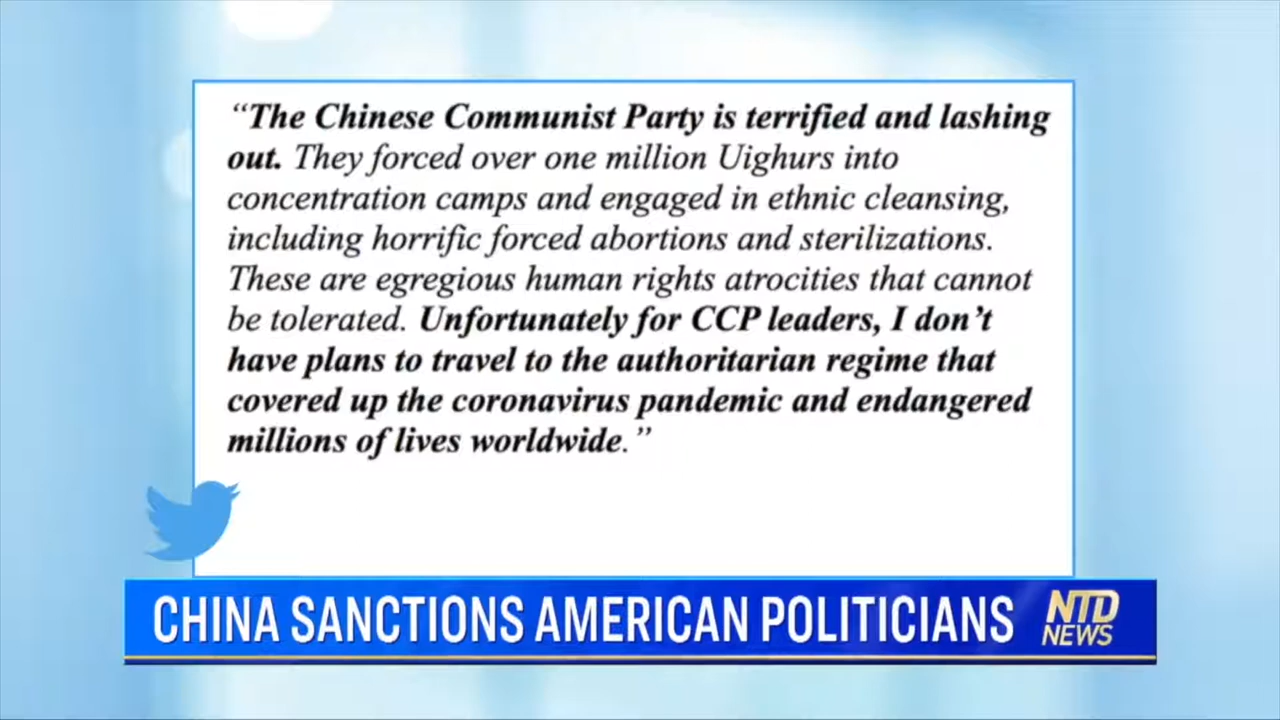 “The Chinese Communist Party is terrified and lashing
out. They forced over one million Uighurs into
concentration camps and engaged in ethnic cleansing,
including horrific forced abortions and sterilizations.
These are egregious human rights atrocities that cannot
be tolerated. Unfortunately for CCP leaders, I don’t
have plans to travel to the authoritarian regime that
covered up the coronavirus pandemic and endangered
millions of lives worldwide.”
CHINA SANCTIONS AMERICAN POLITICIANS
NTD
NEWS